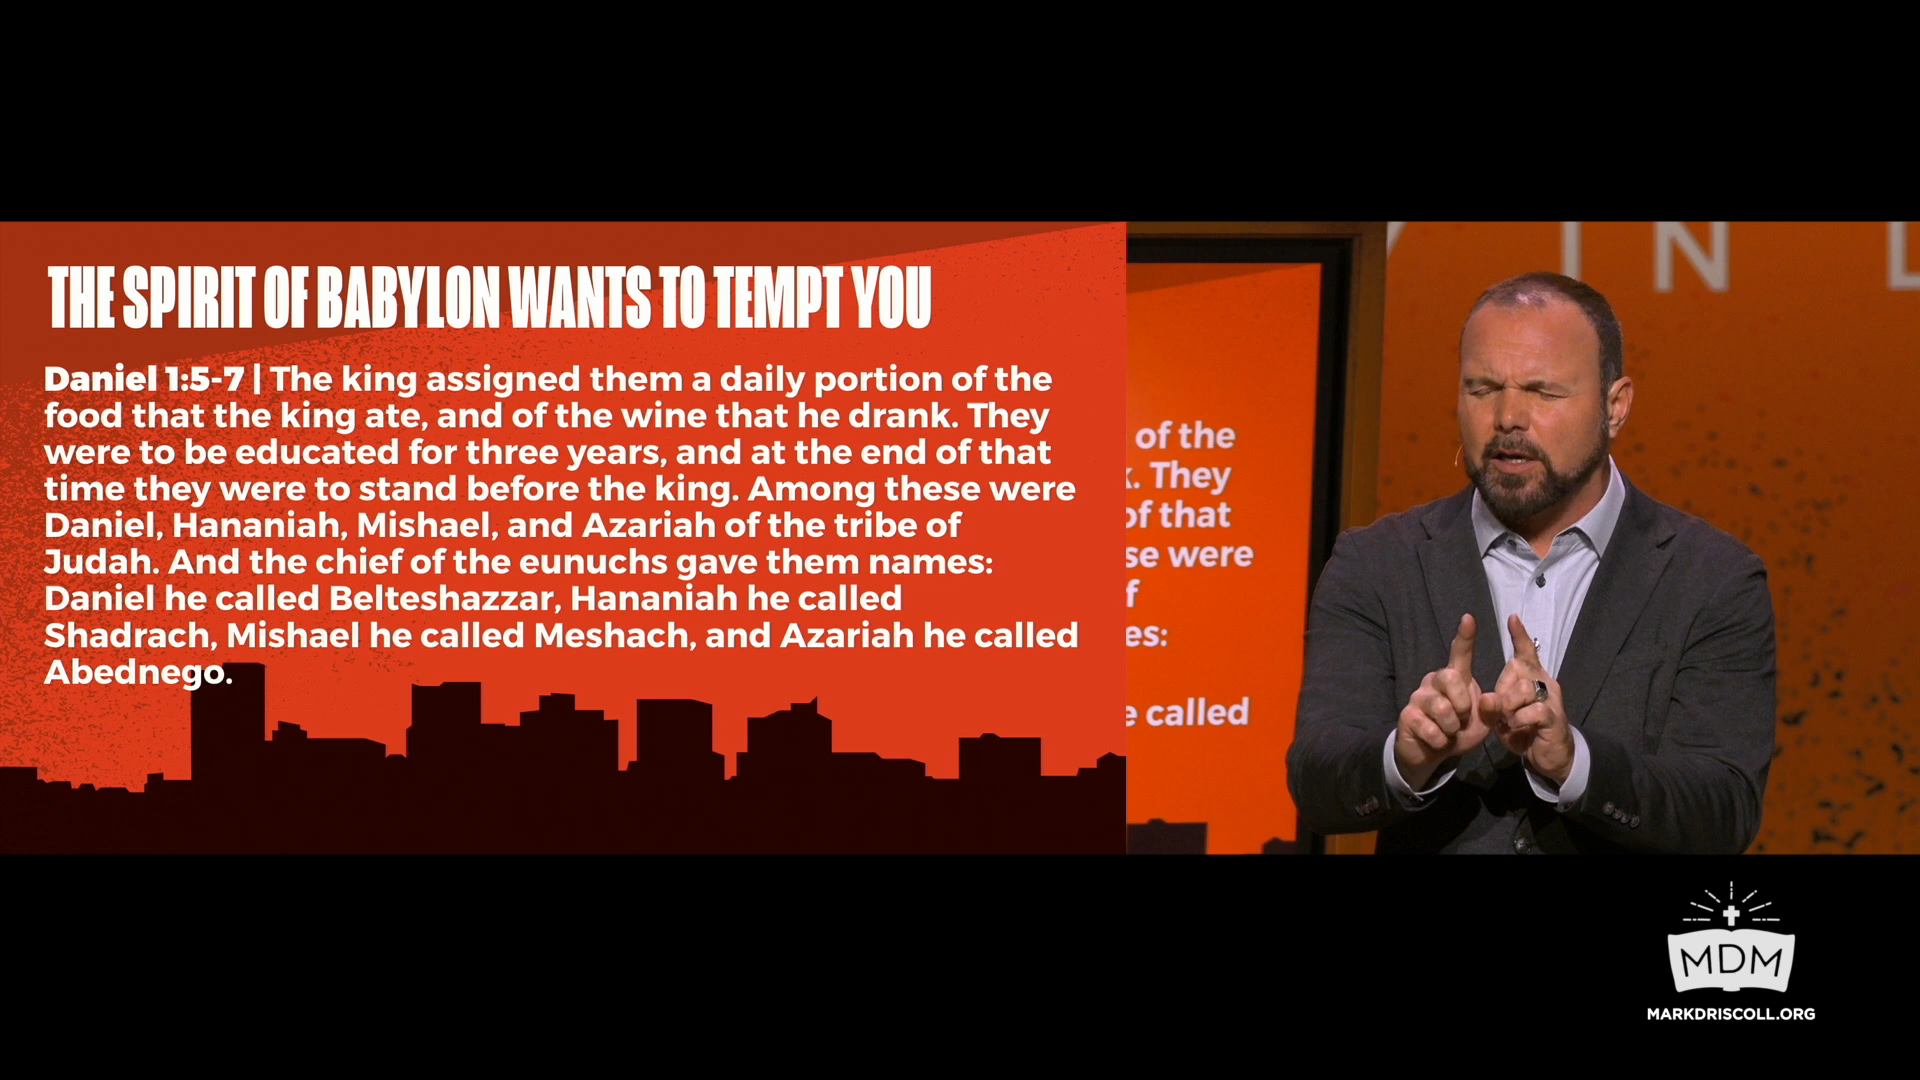 THE SPIRIT OF BABYLON WANTS TO TEMPT YOU
Daniel 1:5-7 | The king assigned them a daily portion of the
food that the king ate, and of the wine that he drank. They
were to be educated for three years, and at the end of that
time they were to stand before the king. Among these were
Daniel, Hananiah, Mishael, and Azariah of the tribe of
Judah. And the chief of the eunuchs gave them names:
Daniel he called Belteshazzar, Hananiah he called
Shadrach, Mishael he called Meshach, and Azariah he called
Abednego.
IN
of the
. They
of that
se were
f
es:
e called
MDM
MARKDRISCOLL.ORG